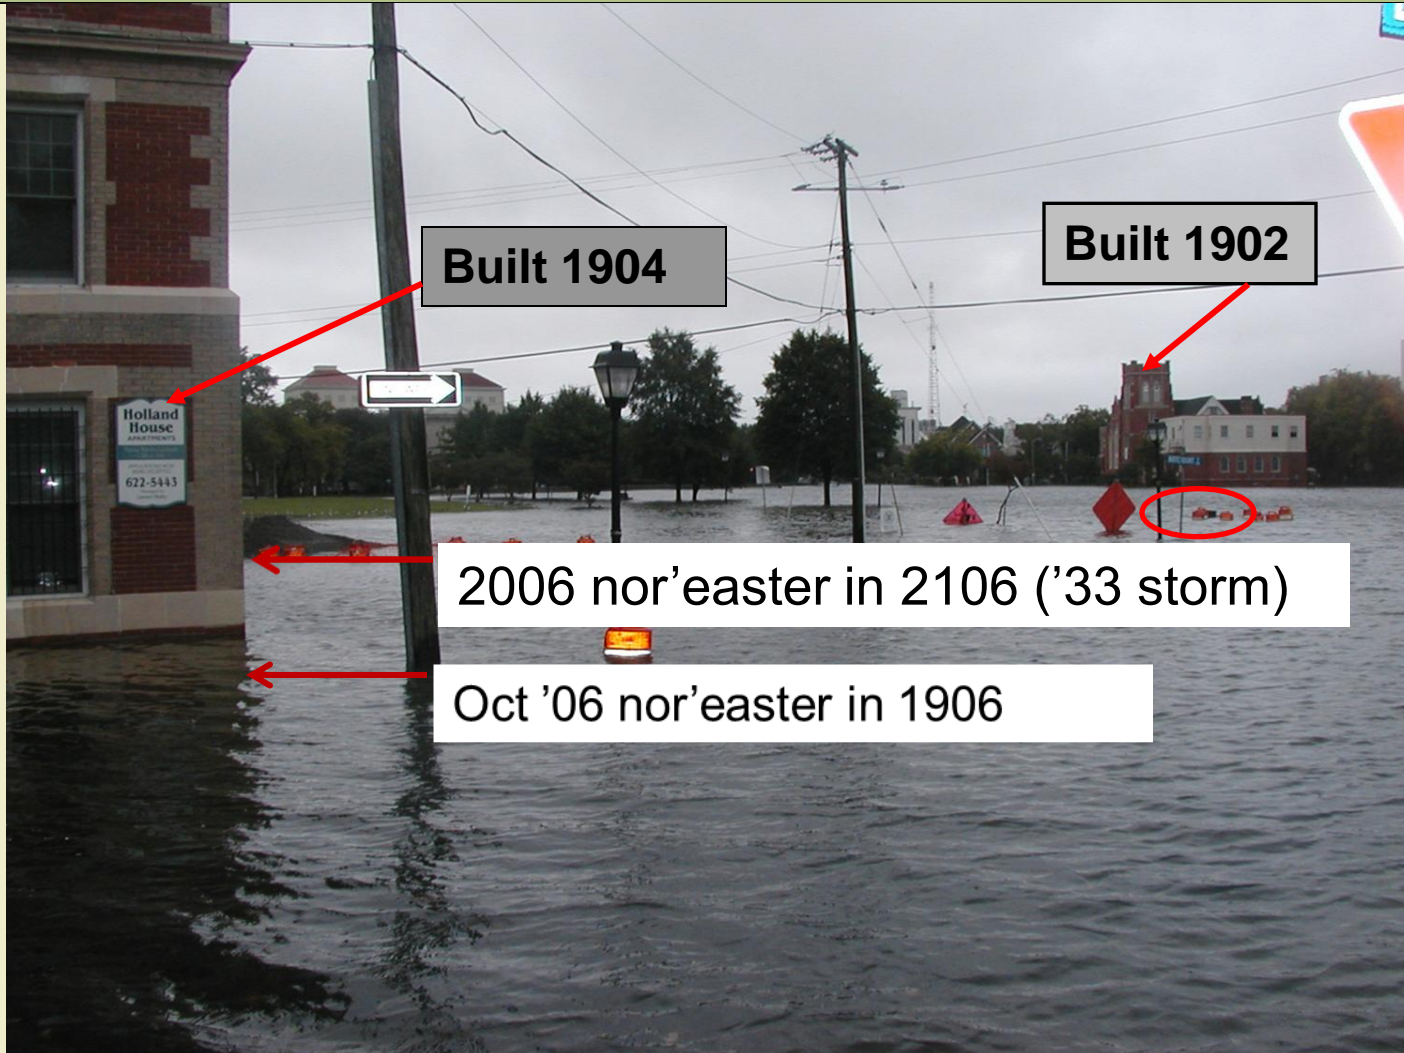 Built 1904
Built 1902
Holland
House
APARTMENTS
622-5443
2006 nor’easter in 2106 (’33 storm)
Oct ’06 nor’easter in 1906